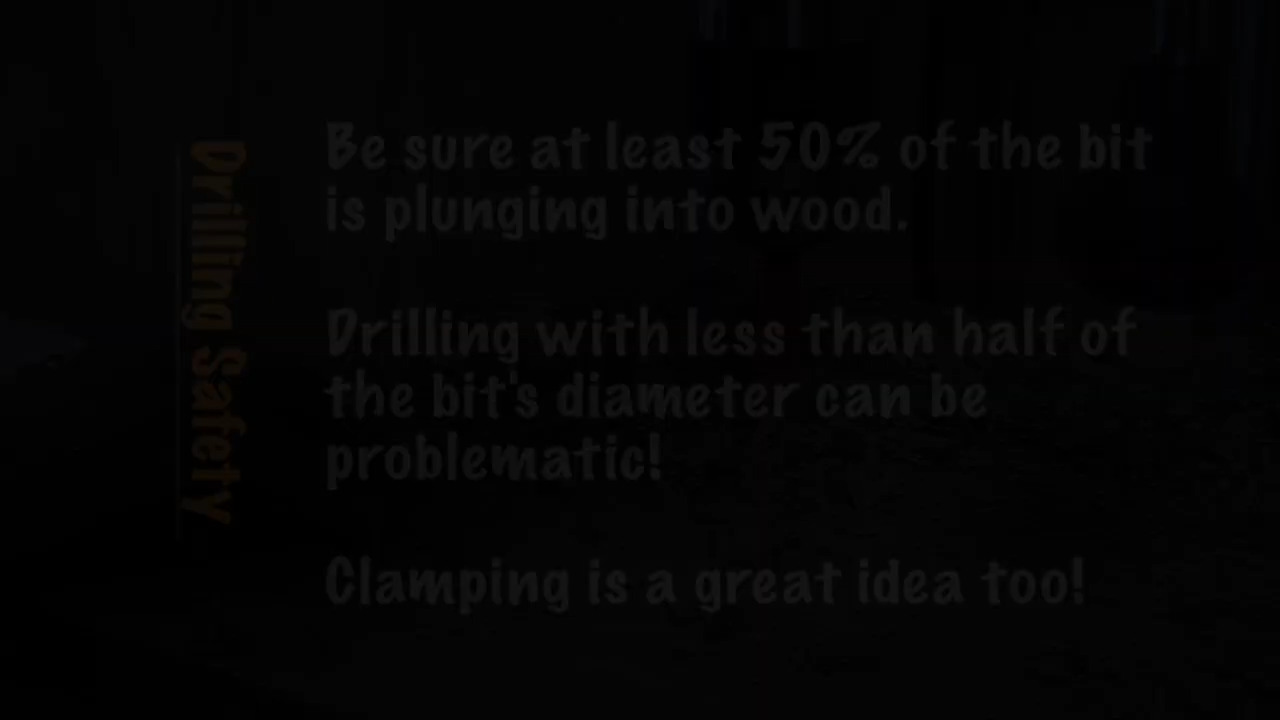 Drilling Safety
Be sure at least 50% of the bit
is plunging into wood.
Drilling with less than half of
the bit's diameter can be
problematic!
Clamping is a great idea too!